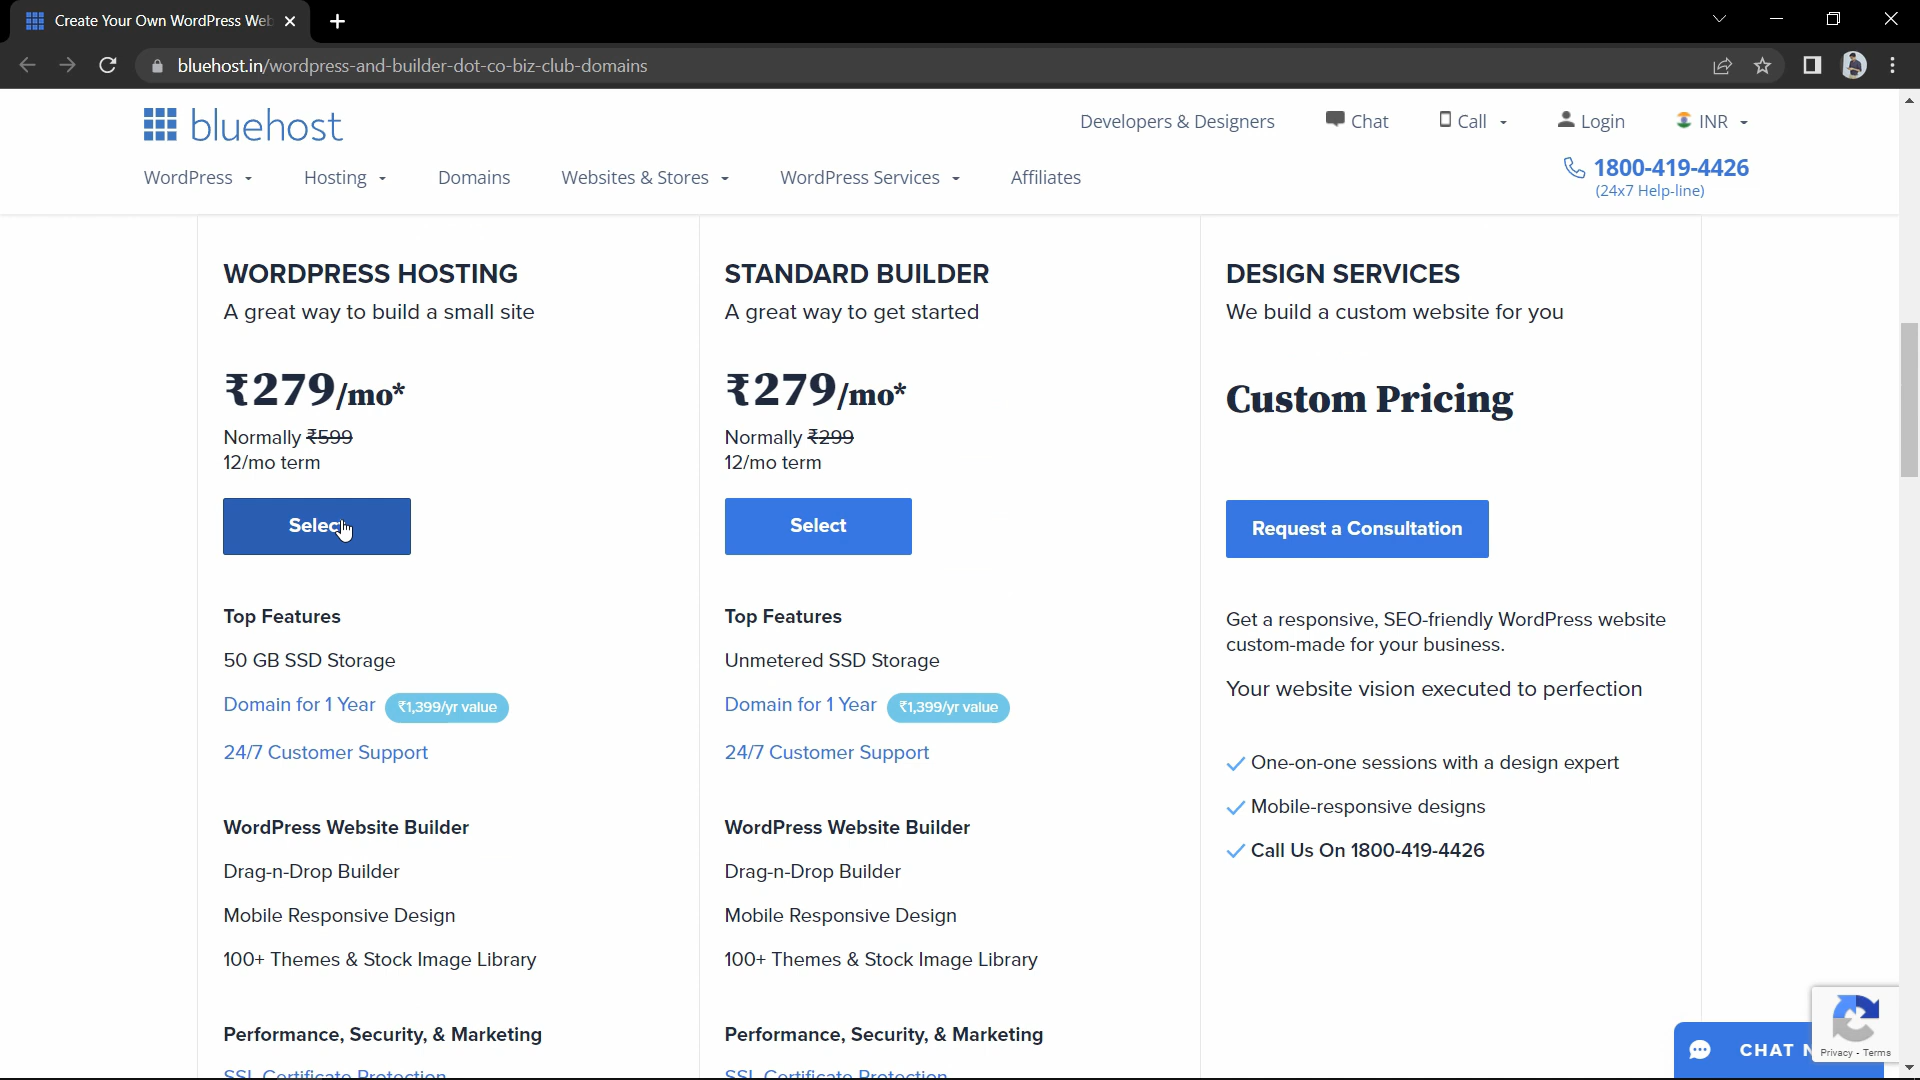 Create Your Own WordPress Web
bluehost.in/wordpress-and-builder-dot-co-biz-club-domains
bluehost
Developers & Designers
Chat
Call
Login
INR
WordPress
Hosting
Domains
Websites & Stores
WordPress Services
Affiliates
1800-419-4426
(24x7 Help-line)
WORDPRESS HOSTING
A great way to build a small site
₹279/mo*
Normally ₹599
12/mo term
Select
Top Features
50 GB SSD Storage
Domain for 1 Year ₹1,399/yr value
24/7 Customer Support
WordPress Website Builder
Drag-n-Drop Builder
Mobile Responsive Design
100+ Themes & Stock Image Library
Performance, Security, & Marketing
SSL Certificate Protection
STANDARD BUILDER
A great way to get started
₹279/mo*
Normally ₹299
12/mo term
Select
Top Features
Unmetered SSD Storage
Domain for 1 Year ₹1,399/yr value
24/7 Customer Support
WordPress Website Builder
Drag-n-Drop Builder
Mobile Responsive Design
100+ Themes & Stock Image Library
Performance, Security, & Marketing
SSL Certificate Protection
DESIGN SERVICES
We build a custom website for you
Custom Pricing
Request a Consultation
Get a responsive, SEO-friendly WordPress website
custom-made for your business.
Your website vision executed to perfection
One-on-one sessions with a design expert
Mobile-responsive designs
Call Us On 1800-419-4426
CHAT N
Privacy - Terms